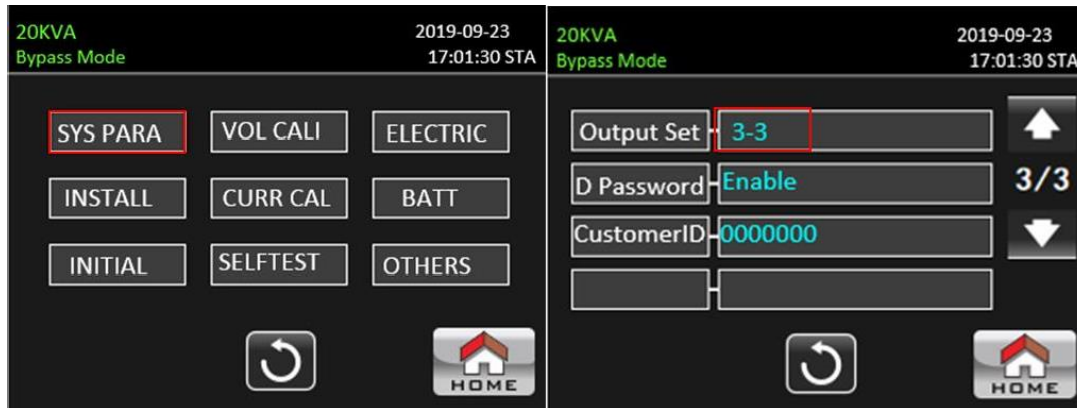 20KVA
2019-09-23
Bypass Mode
17:01:30 STA
SYS PARA
VOL CALI
ELECTRIC
INSTALL
CURR CAL
BATT
INITIAL
SELFTEST
OTHERS
HOME
20KVA
2019-09-23
Bypass Mode
17:01:30 STA
Output Set
3-3
D Password
Enable
3/3
CustomerID
0000000
HOME